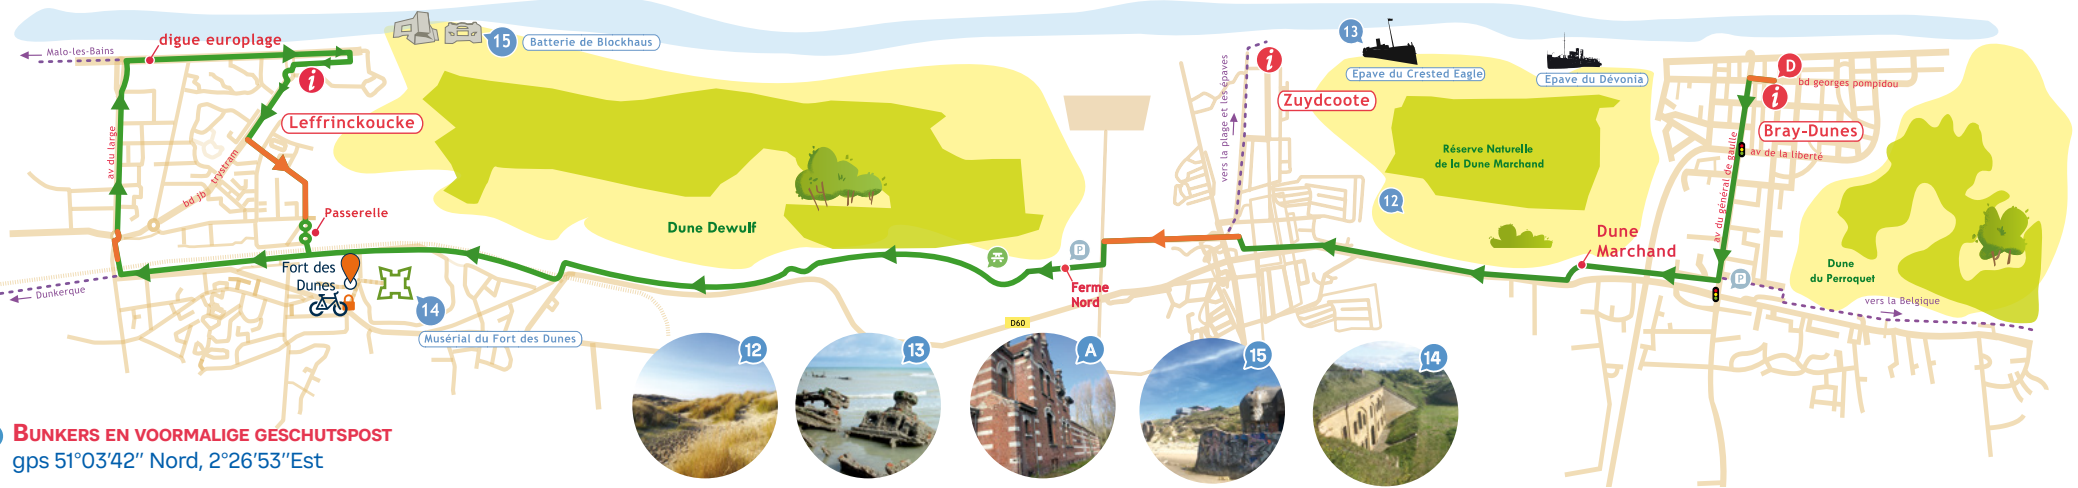 Malo-les-Bains
digue europlage
15
Batterie de Blockhaus
i
Leffrinckoucke
av du large
bd jb trystram
Passerelle
Dune Dewulf
Fort des
Dunes
14
Musérial du Fort des Dunes
Dunkerque
P
Ferme
Nord
D60
vers la plage et les épaves
i
Zuydcoote
13
Epave du Crested Eagle
Epave du Dévonia
Réserve Naturelle
de la Dune Marchand
12
Dune
Marchand
D
bd georges pompidou
i
Bray-Dunes
av de la liberté
av du général de gaulle
P
Dune
du Perroquet
vers la Belgique
12
13
A
15
14
BUNKERS EN VOORMALIGE GESCHUTSPOST
gps 51°03'42" Nord, 2°26'53"Est